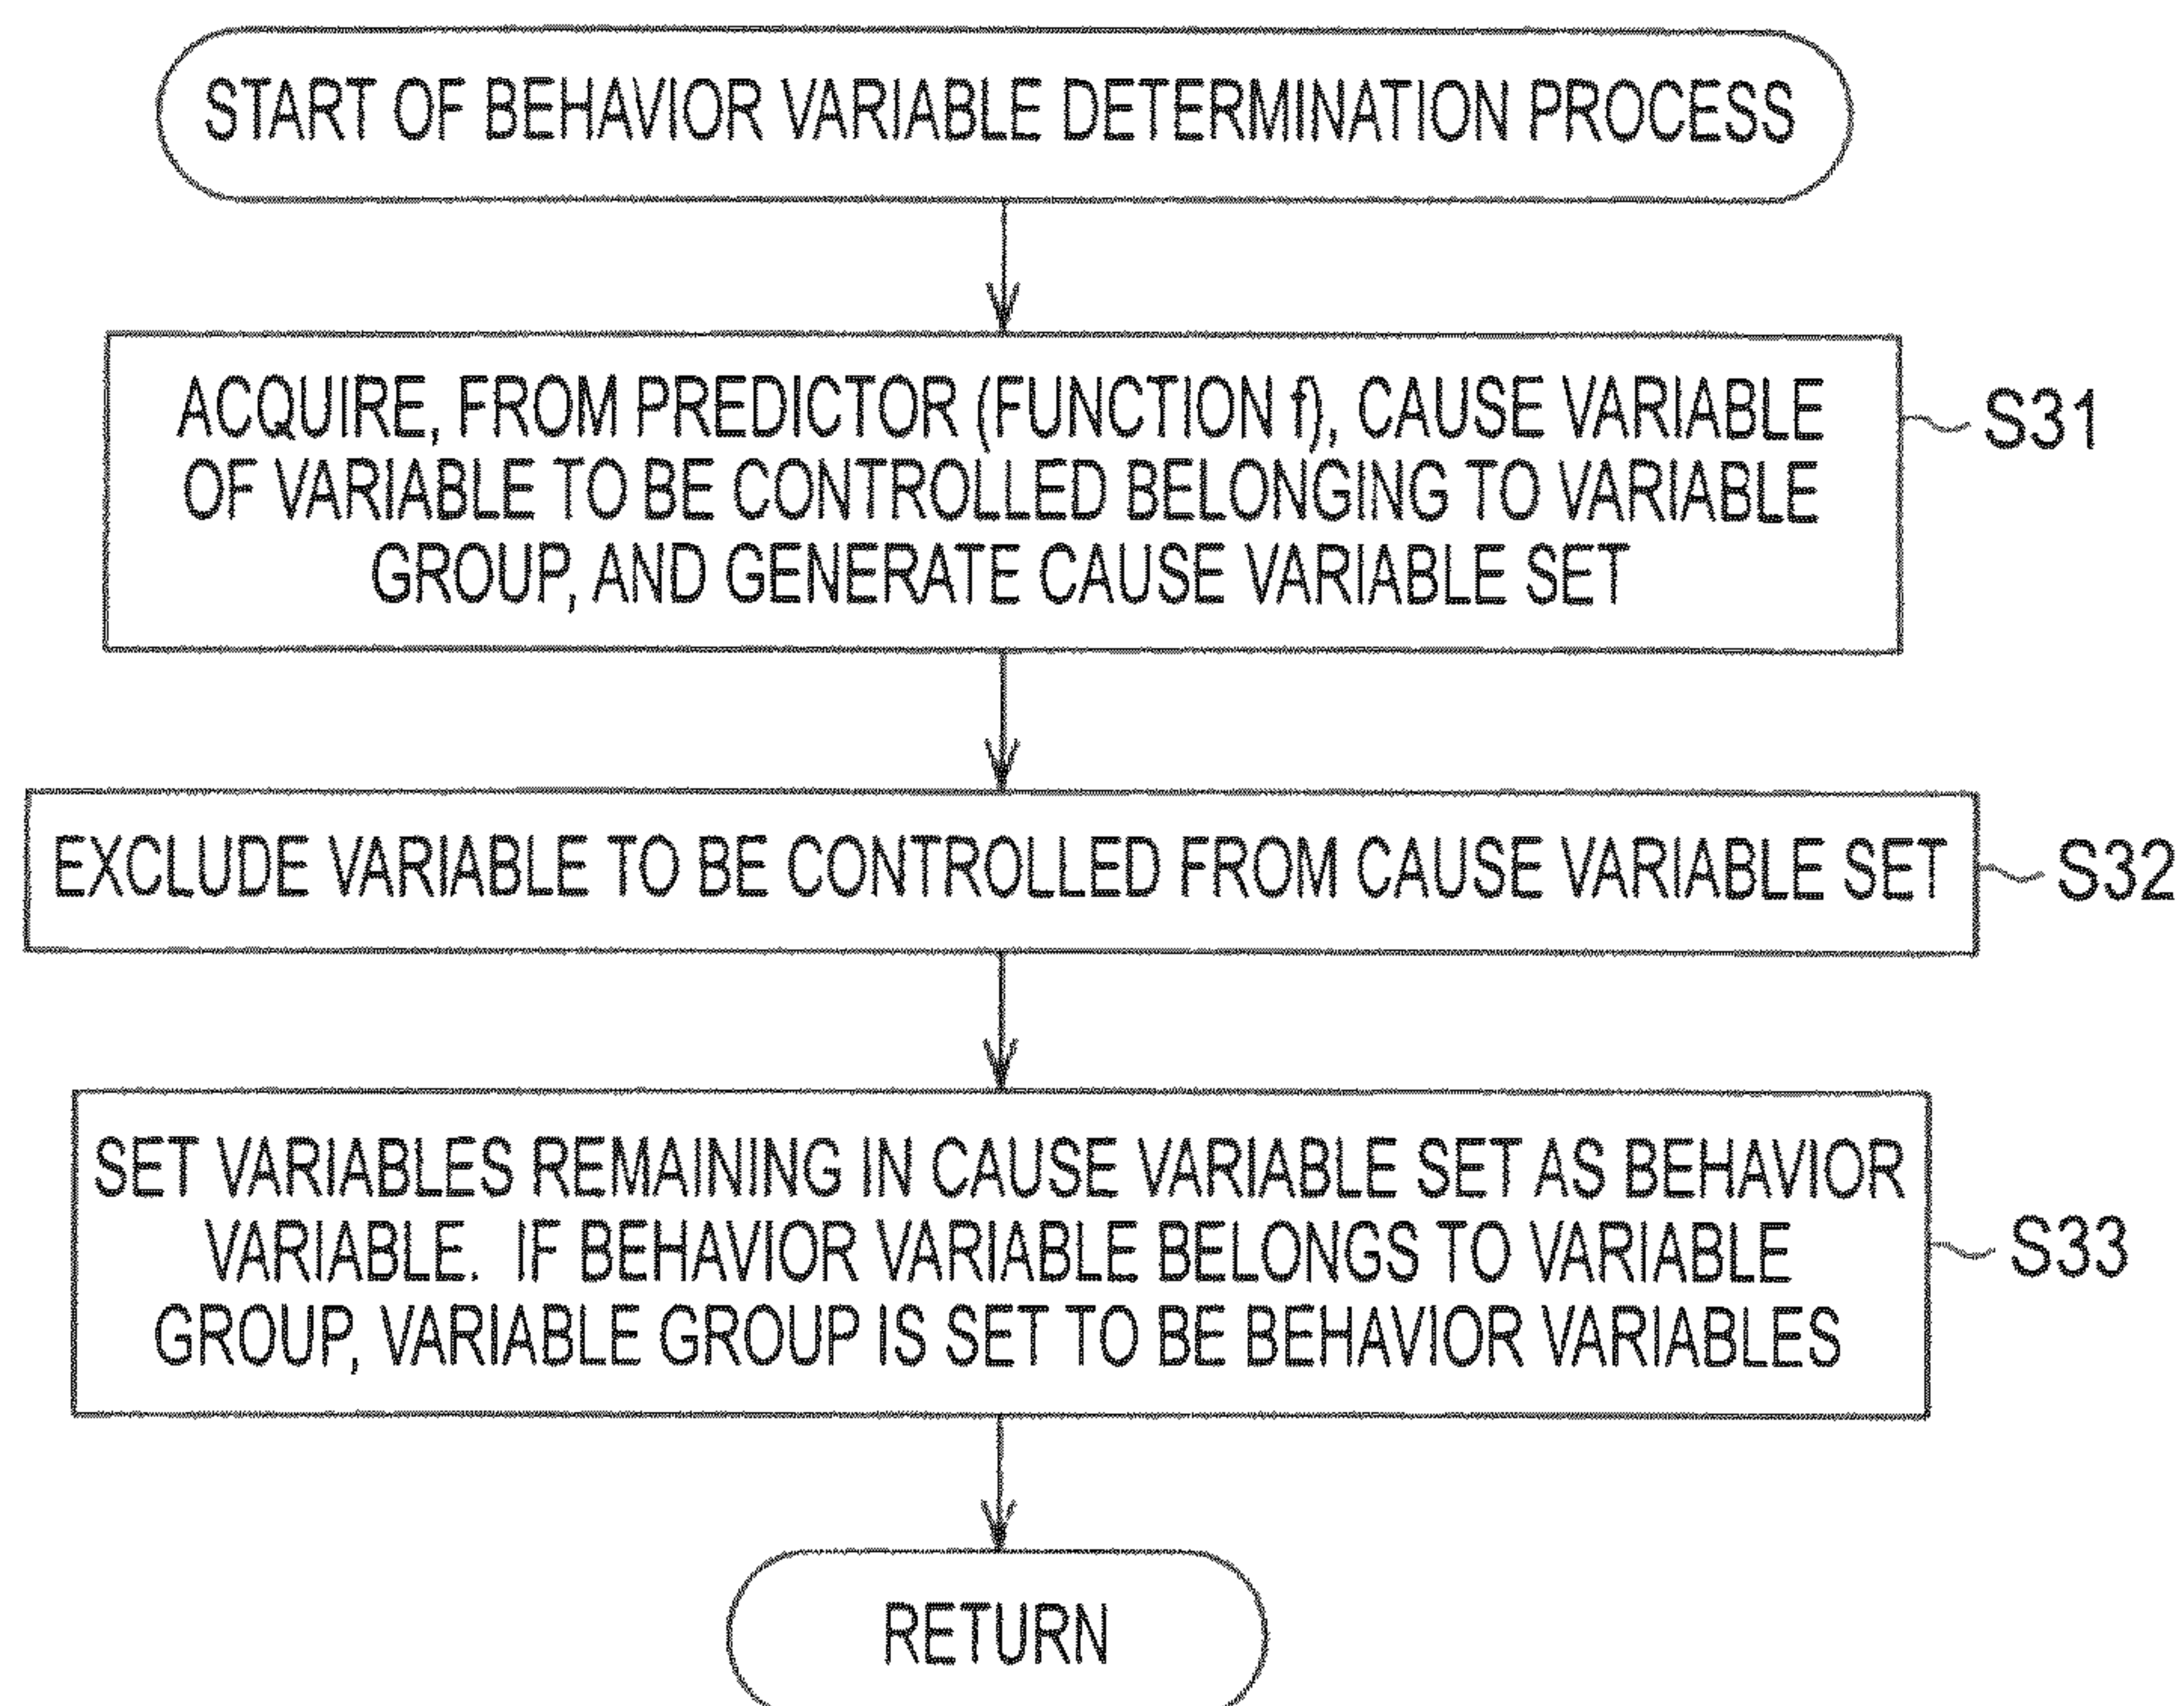 START OF BEHAVIOR VARIABLE DETERMINATION PROCESS
ACQUIRE, FROM PREDICTOR (FUNCTION f), CAUSE VARIABLE
OF VARIABLE TO BE CONTROLLED BELONGING TO VARIABLE
GROUP, AND GENERATE CAUSE VARIABLE SET
S31
EXCLUDE VARIABLE TO BE CONTROLLED FROM CAUSE VARIABLE SET
S32
SET VARIABLES REMAINING IN CAUSE VARIABLE SET AS BEHAVIOR
VARIABLE. IF BEHAVIOR VARIABLE BELONGS TO VARIABLE
GROUP, VARIABLE GROUP IS SET TO BE BEHAVIOR VARIABLES
S33
RETURN